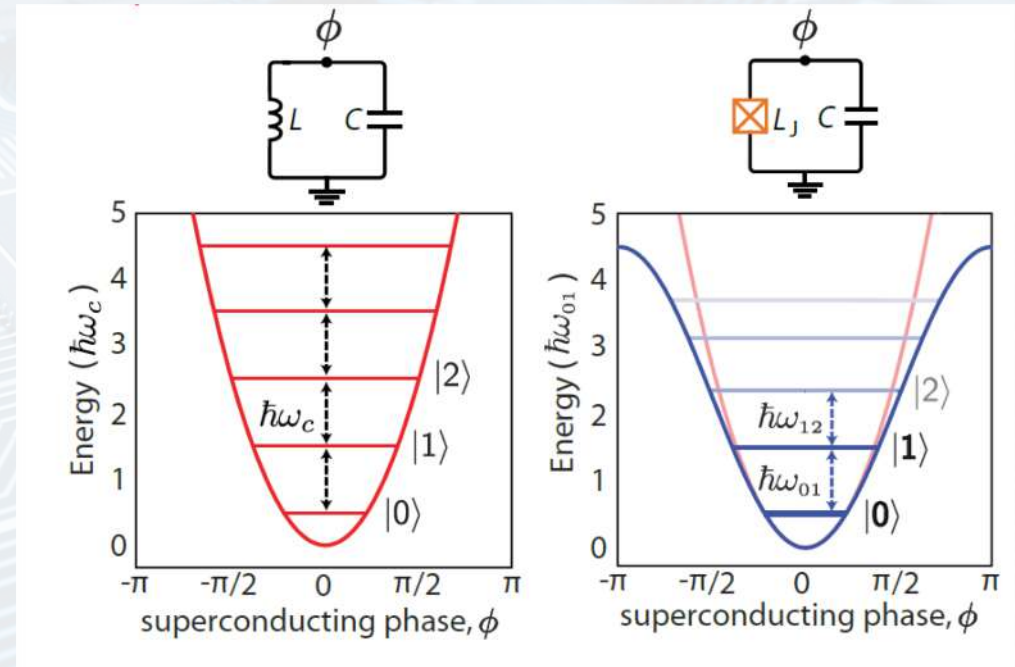 ϕ
L
C
5
4
3
2
1
0
Energy (ℏω_c)
ℏω_c
|2⟩
|1⟩
|0⟩
-π
-π/2
0
π/2
π
superconducting phase, ϕ
ϕ
L_J
C
5
4
3
2
1
0
Energy (ℏω_01)
|2⟩
ℏω_12
|1⟩
ℏω_01
|0⟩
-π
-π/2
0
π/2
π
superconducting phase, ϕ